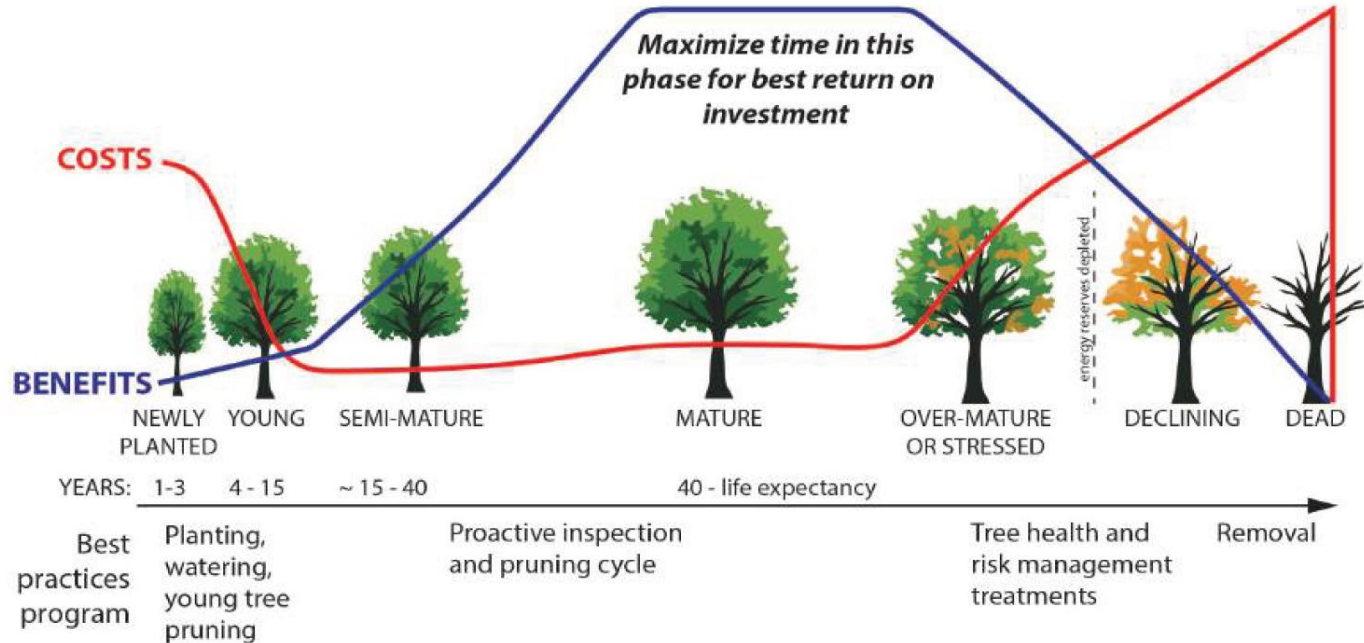 Maximize time in this
phase for best return on
investment
COSTS
BENEFITS
energy reserves depleted
NEWLY PLANTED
YOUNG
SEMI-MATURE
MATURE
OVER-MATURE
OR STRESSED
DECLINING
DEAD
YEARS: 1-3 4 - 15 ~ 15 - 40 40 - life expectancy
Best
practices
program
Planting,
watering,
young tree
pruning
Proactive inspection
and pruning cycle
Tree health and
risk management
treatments
Removal